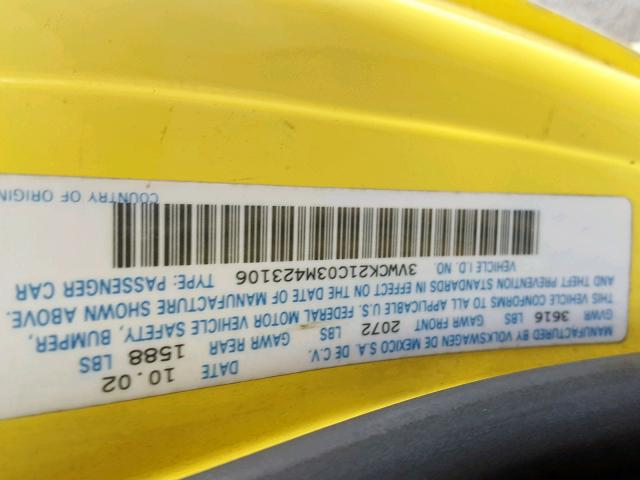 MANUFACTURED BY VOLKSWAGEN DE MEXICO S.A. DE C.V. DATE 10.02
GVWR 3616 LBS GAWR FRONT 2072 LBS GAWR REAR 1588 LBS
THIS VEHICLE CONFORMS TO ALL APPLICABLE U.S. FEDERAL MOTOR VEHICLE SAFETY, BUMPER,
AND THEFT PREVENTION STANDARDS IN EFFECT ON THE DATE OF MANUFACTURE SHOWN ABOVE.
VEHICLE I.D. NO. 3VWCK21C03M423106 TYPE: PASSENGER CAR
COUNTRY OF ORIGIN